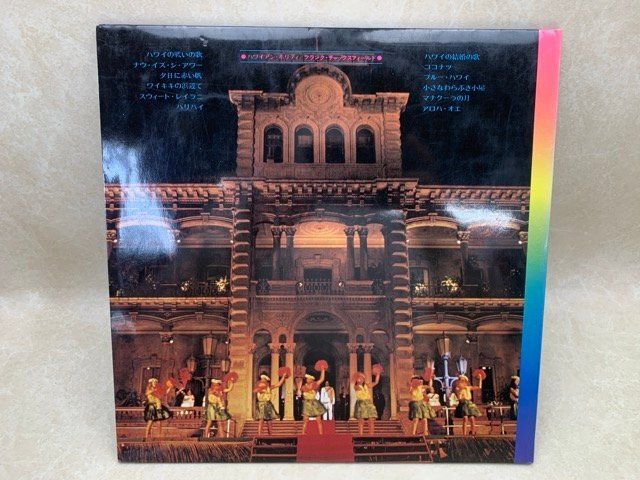 ハワイの戦いの歌
ナウ・イズ・ジ・アワー
夕日に赤い帆
ワイキキの浜辺で
スウィート・レイラニ
バリハイ
●ハワイアン・ホリデイ/フランク・チャックスフィールド●
ハワイの結婚の歌
ココナツ
ブルー・ハワイ
小さなわらぶき小屋
マナクーラの月
アロハ・オエ